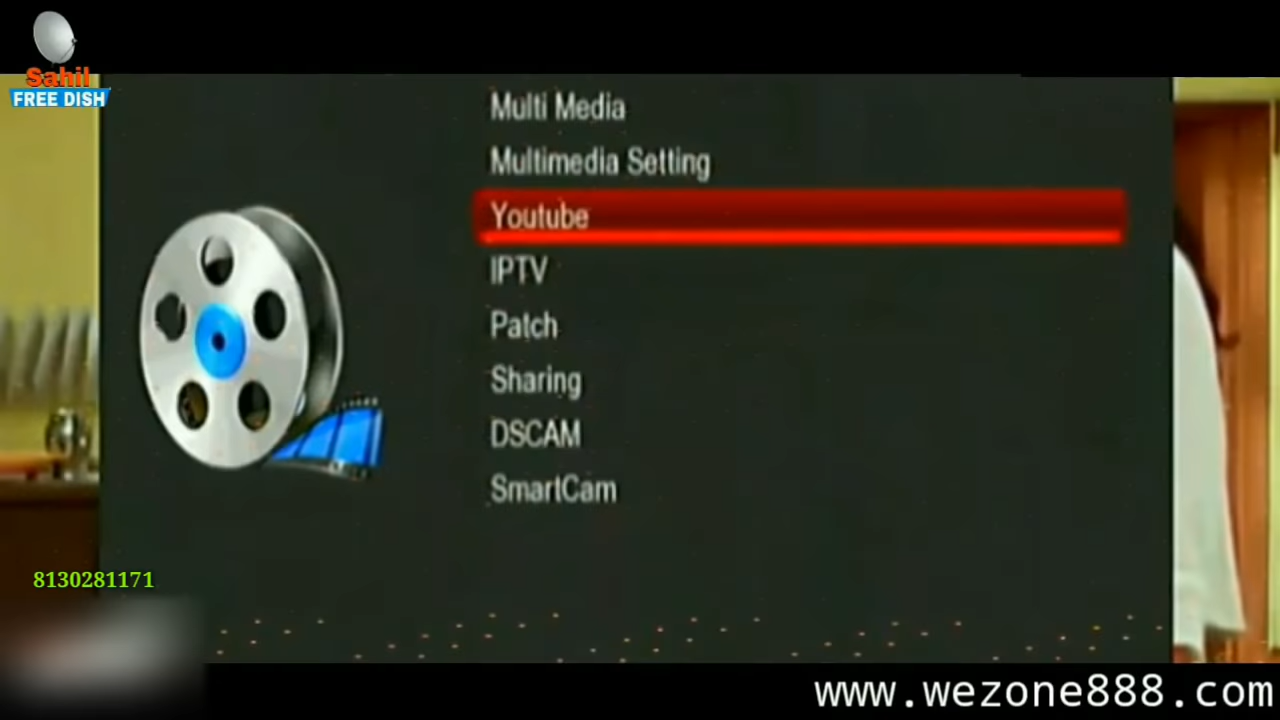 Sahil
FREE DISH
Multi Media
Multimedia Setting
Youtube
IPTV
Patch
Sharing
DSCAM
SmartCam
8130281171
www.wezone888.com